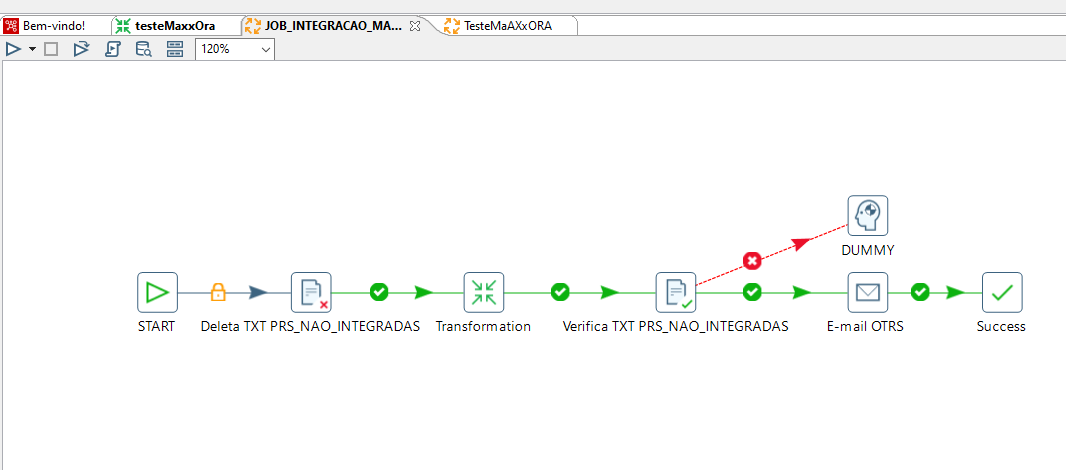 Bem-vindo!
testeMaxxOra
JOB_INTEGRACAO_MA...
TesteMaAXxORA
120%
DUMMY
START
Deleta TXT PRS_NAO_INTEGRADAS
Transformation
Verifica TXT PRS_NAO_INTEGRADAS
E-mail OTRS
Success